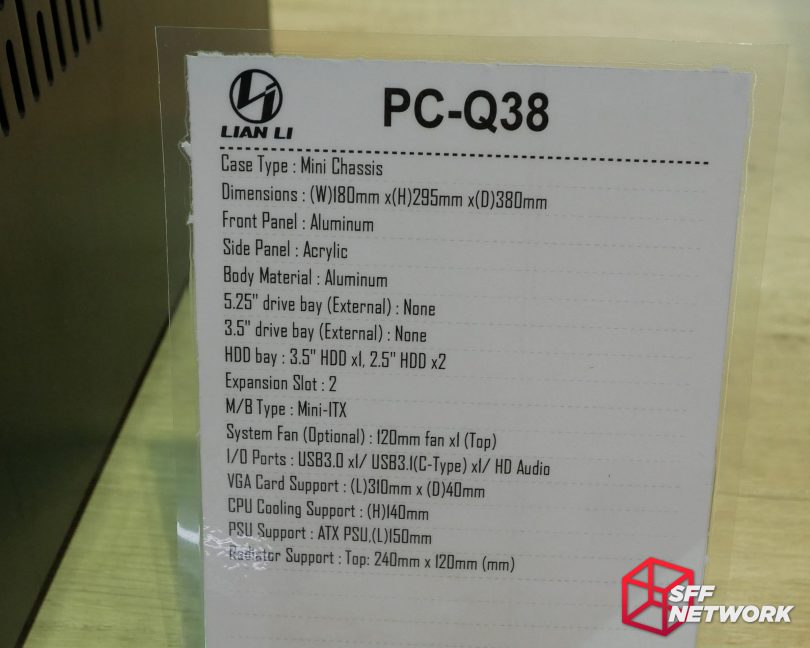 LIAN LI
PC-Q38
Case Type : Mini Chassis
Dimensions : (W)180mm x(H)295mm x(D)380mm
Front Panel : Aluminum
Side Panel : Acrylic
Body Material : Aluminum
5.25" drive bay (External) : None
3.5" drive bay (External) : None
HDD bay : 3.5" HDD x1, 2.5" HDD x2
Expansion Slot : 2
M/B Type : Mini-ITX
System Fan (Optional) : 120mm fan x1 (Top)
I/O Ports : USB3.0 x1/ USB3.1(C-Type) x1/ HD Audio
VGA Card Support : (L)310mm x (D)40mm
CPU Cooling Support : (H)140mm
PSU Support : ATX PSU,(L)150mm
Radiator Support : Top: 240mm x 120mm (mm)
SFF
NETWORK